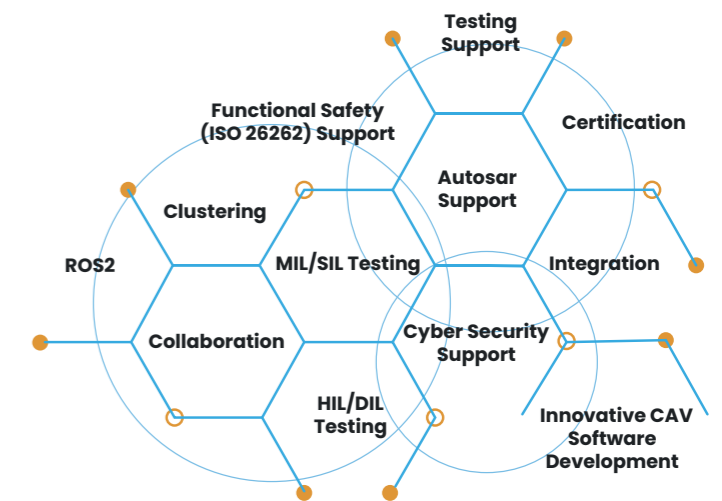 Testing
Support
Functional Safety
(ISO 26262) Support
Certification
Autosar
Support
Clustering
ROS2
MIL/SIL Testing
Integration
Collaboration
Cyber Security
Support
HIL/DIL
Testing
Innovative CAV
Software
Development